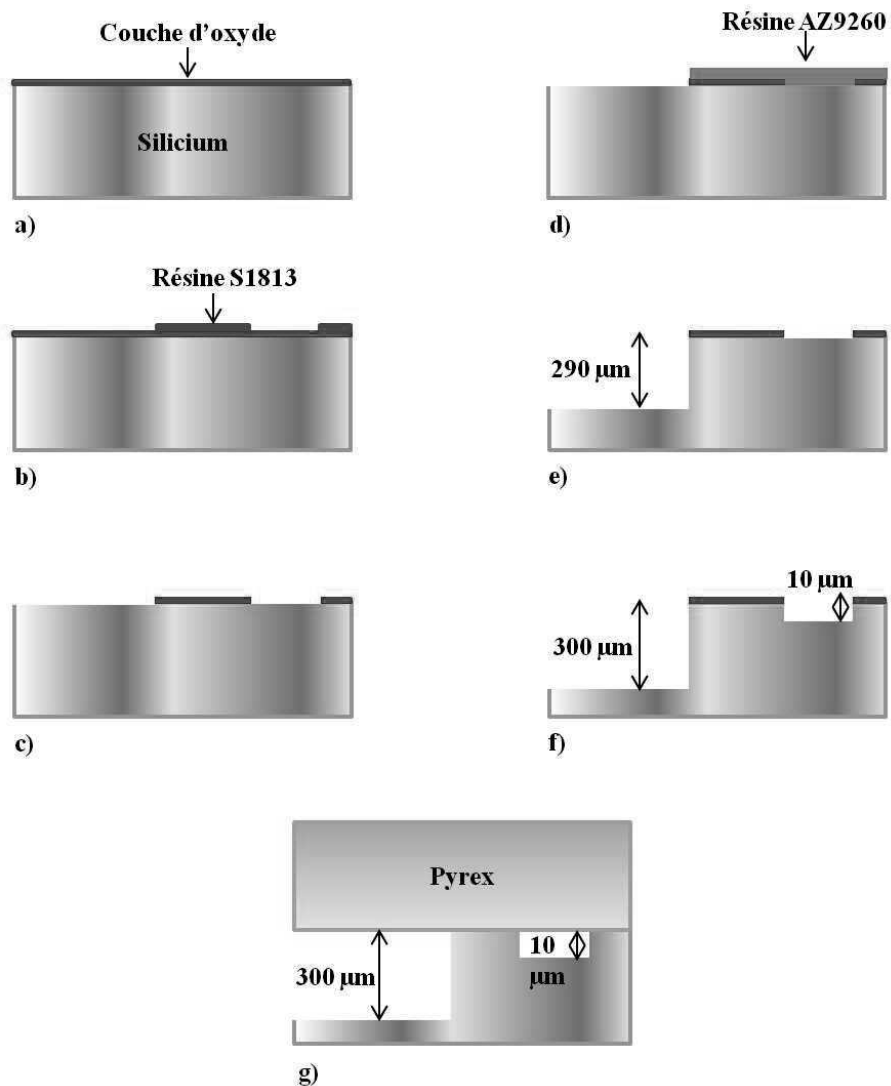 Couche d'oxyde
Silicium
a)
Résine S1813
b)
c)
Résine AZ9260
d)
290 µm
e)
10 µm
300 µm
f)
Pyrex
300 µm
10
µm
g)